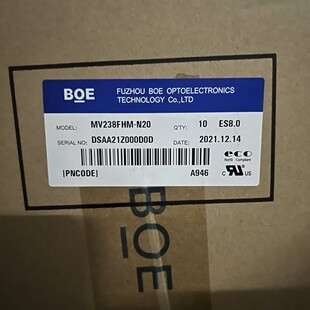 BOE
FUZHOU BOE OPTOELECTRONICS
TECHNOLOGY Co,.LTD
MODEL: MV238FHM-N20 Q'TY: 10 ES8.0
SERIAL NO: DSAA21Z000D0D DATE: 2021.12.14
eco
RoHS Compliant
[PNCODE] A946 c RU us
BOE